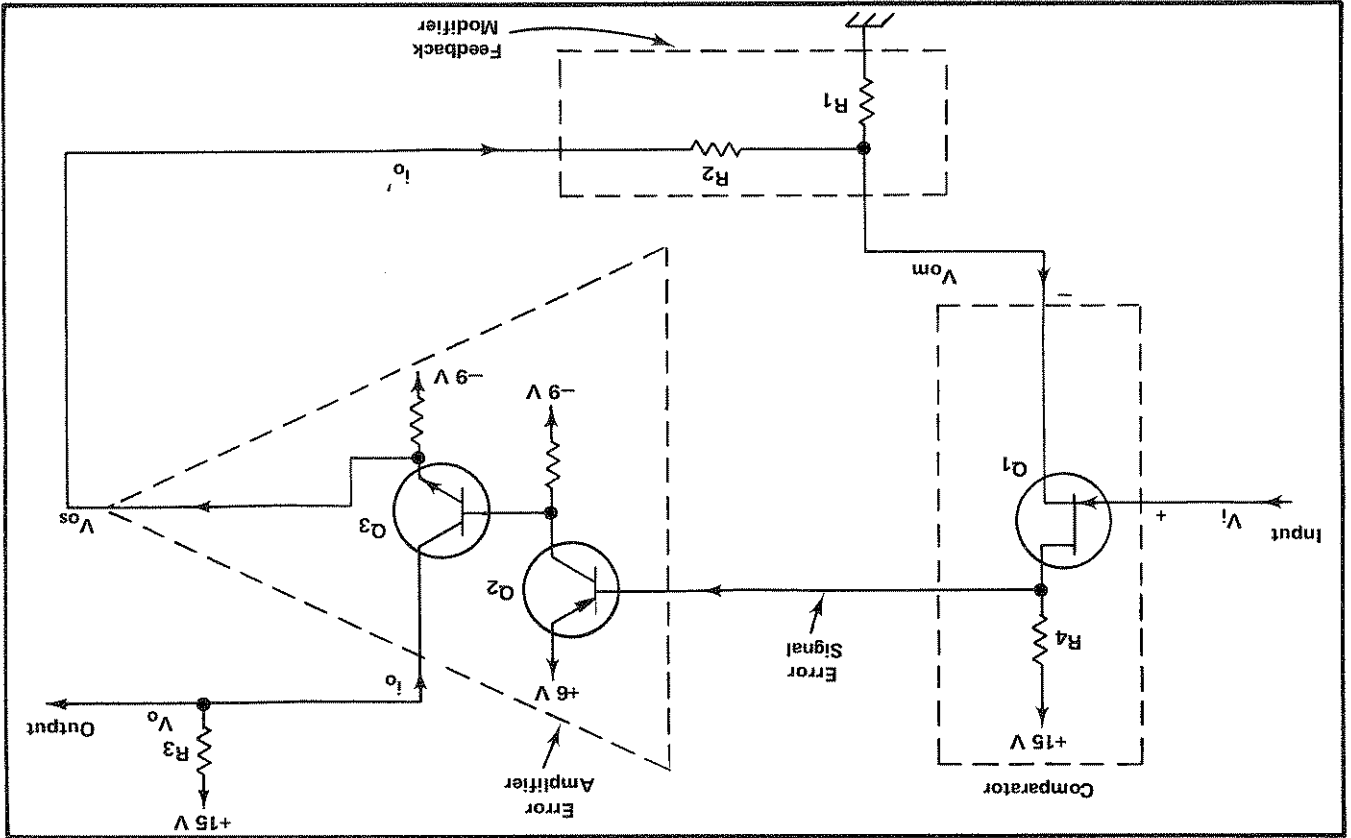 +15 V
Comparator
Error
Amplifier
+15 V
R3
Output
Vo
+6 V
io
Error
Signal
R4
Q2
Input
Vi
+
Q3
Vos
Q1
–9 V
–9 V
–
Vom
io'
R2
R1
Feedback
Modifier